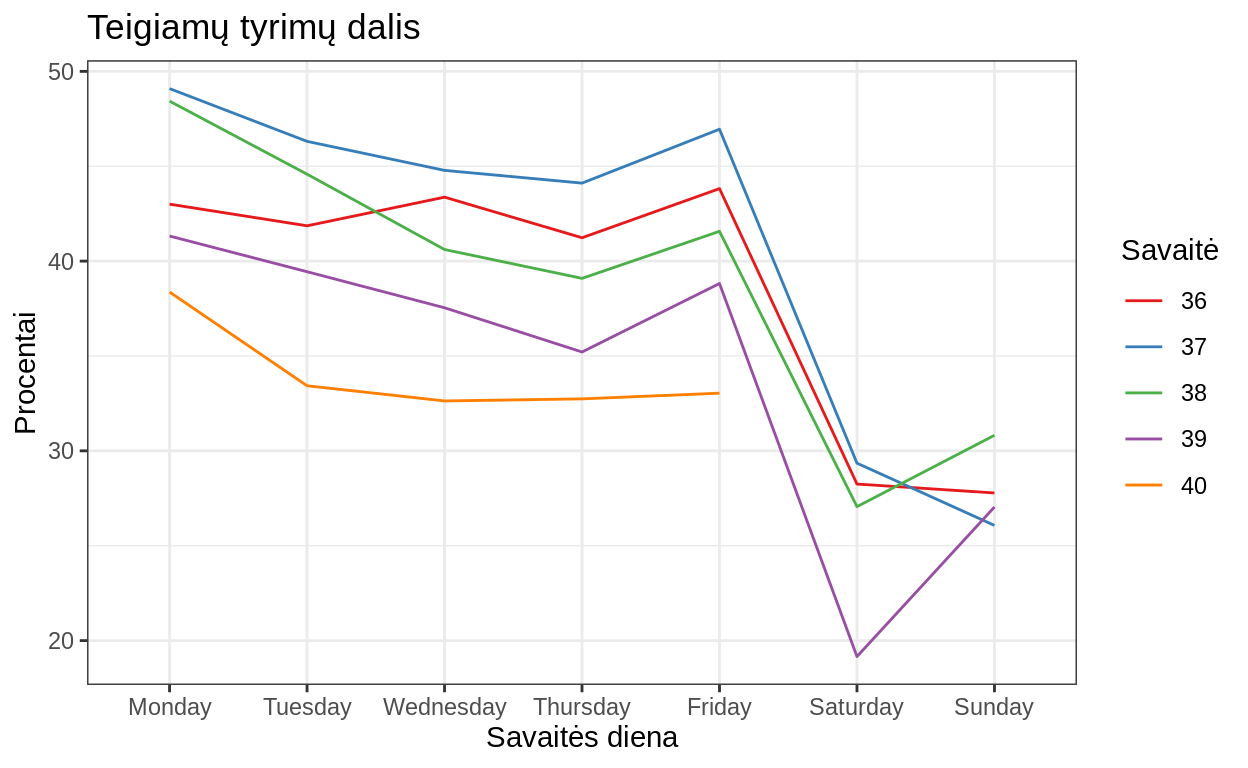 Teigiamų tyrimų dalis
50
40
30
20
Procentai
Monday Tuesday Wednesday Thursday Friday Saturday Sunday
Savaitės diena
Savaitė
36
37
38
39
40